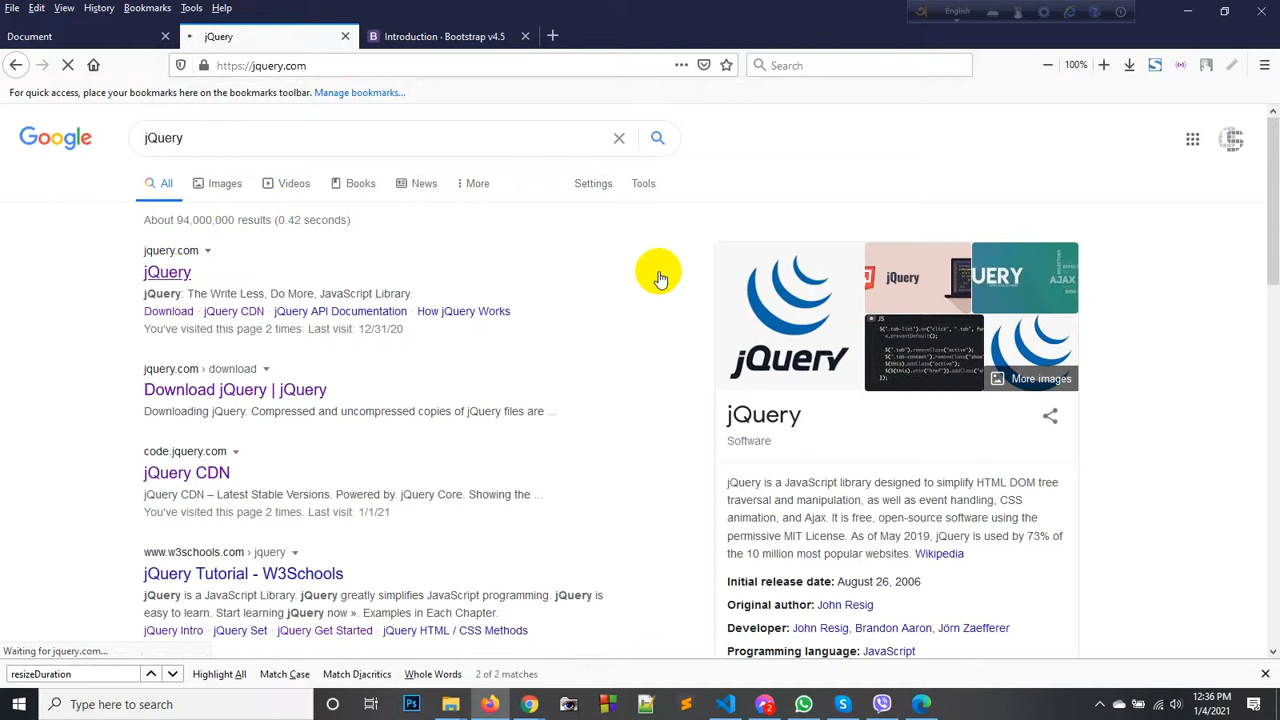 File Edit View History Bookmarks Tools Help
English
Document
jQuery
Introduction · Bootstrap v4.5
https://jquery.com
Search
100%
For quick access, place your bookmarks here on the bookmarks toolbar. Manage bookmarks...
Google
jQuery
All Images Videos Books News More Settings Tools
About 94,000,000 results (0.42 seconds)
jquery.com
jQuery
jQuery: The Write Less, Do More, JavaScript Library.
Download · jQuery CDN · jQuery API Documentation · How jQuery Works
You've visited this page 2 times. Last visit: 12/31/20
jquery.com › download
Download jQuery | jQuery
Downloading jQuery. Compressed and uncompressed copies of jQuery files are ...
code.jquery.com
jQuery CDN
jQuery CDN – Latest Stable Versions. Powered by. jQuery Core. Showing the ...
You've visited this page 2 times. Last visit: 1/1/21
www.w3schools.com › jquery
jQuery Tutorial - W3Schools
jQuery is a JavaScript Library. jQuery greatly simplifies JavaScript programming. jQuery is
easy to learn. Start learning jQuery now ». Examples in Each Chapter.
jQuery Intro · jQuery Set · jQuery Get Started · jQuery HTML / CSS Methods
jQuery
jQuery
UERY
AJAX
JS
More images
jQuery
Software
jQuery is a JavaScript library designed to simplify HTML DOM tree
traversal and manipulation, as well as event handling, CSS
animation, and Ajax. It is free, open-source software using the
permissive MIT License. As of May 2019, jQuery is used by 73% of
the 10 million most popular websites. Wikipedia
Initial release date: August 26, 2006
Original author: John Resig
Developer: John Resig, Brandon Aaron, Jörn Zaefferer
Programming language: JavaScript
Waiting for jquery.com...
resizeDuration
Highlight All Match Case Match Diacritics Whole Words 2 of 2 matches
Type here to search
12:36 PM
1/4/2021